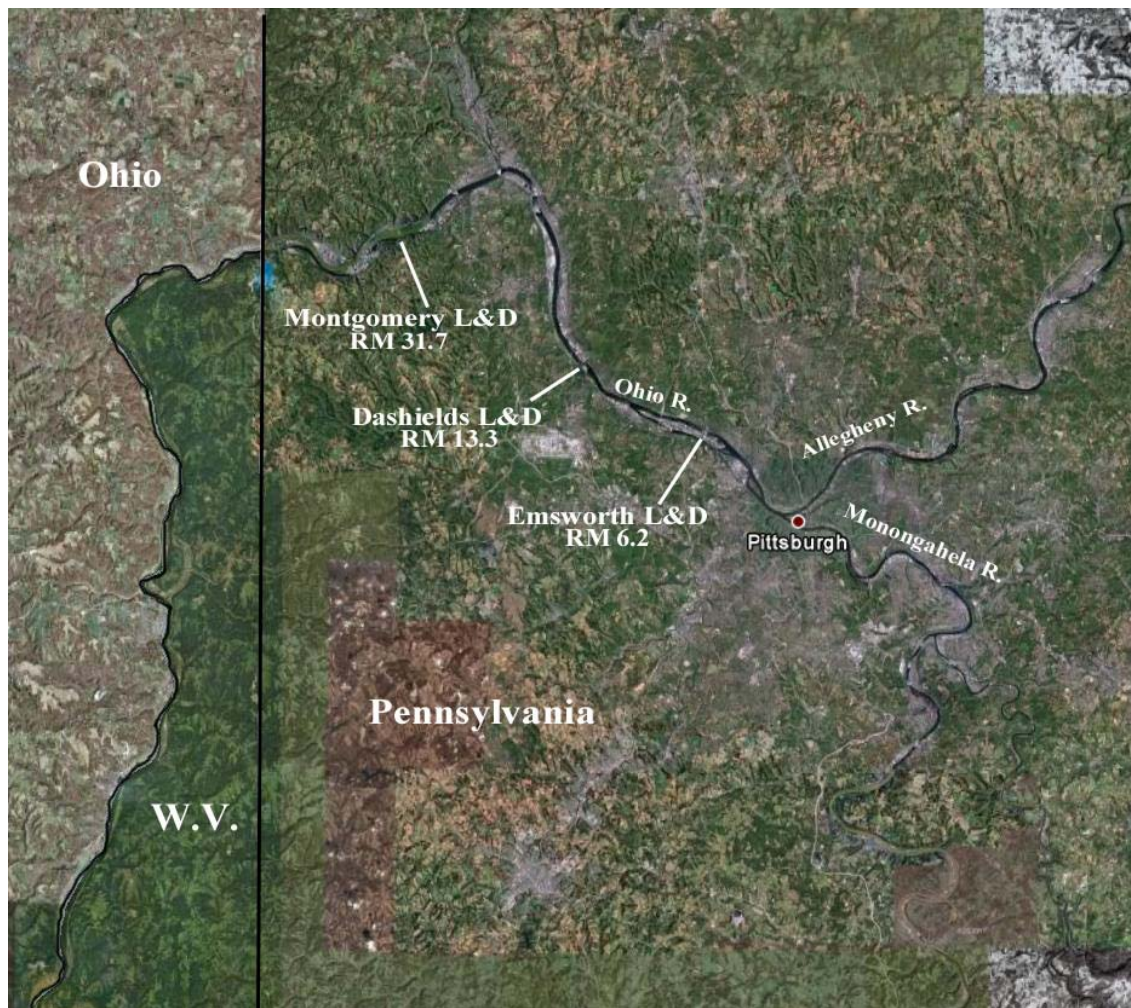 Ohio
Montgomery L&D
RM 31.7
Dashields L&D
RM 13.3
Ohio R.
Allegheny R.
Emsworth L&D
RM 6.2
Monongahela R.
Pittsburgh
Pennsylvania
W.V.